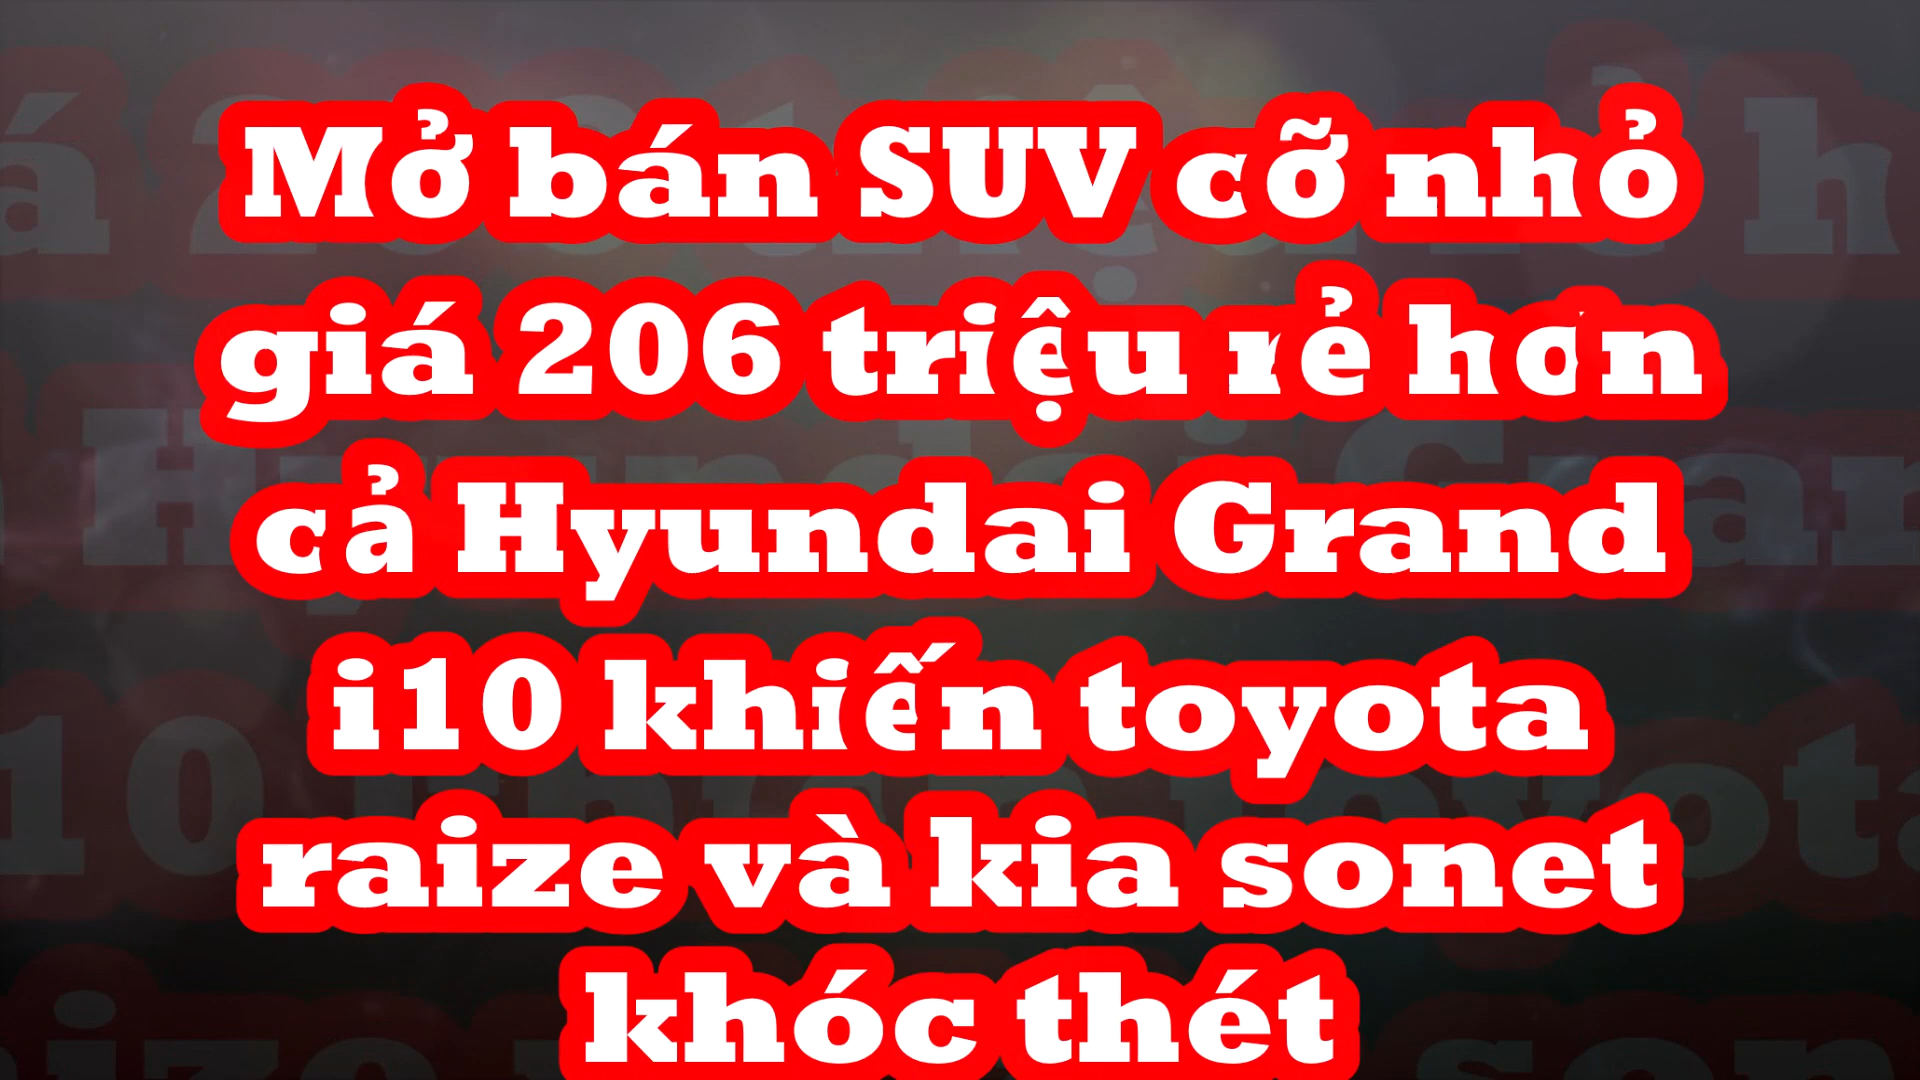 Mở bán SUV cỡ nhỏ
giá 206 triệu rẻ hơn
cả Hyundai Grand
i10 khiến toyota
raize và kia sonet
khóc thét